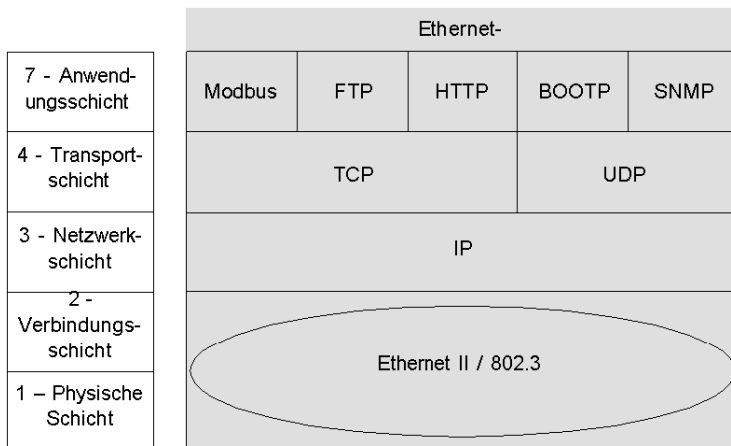 Ethernet-
7 - Anwend-
ungsschicht
Modbus
FTP
HTTP
BOOTP
SNMP
4 - Transport-
schicht
TCP
UDP
3 - Netzwerk-
schicht
IP
2 -
Verbindungs-
schicht
Ethernet II / 802.3
1 – Physische
Schicht